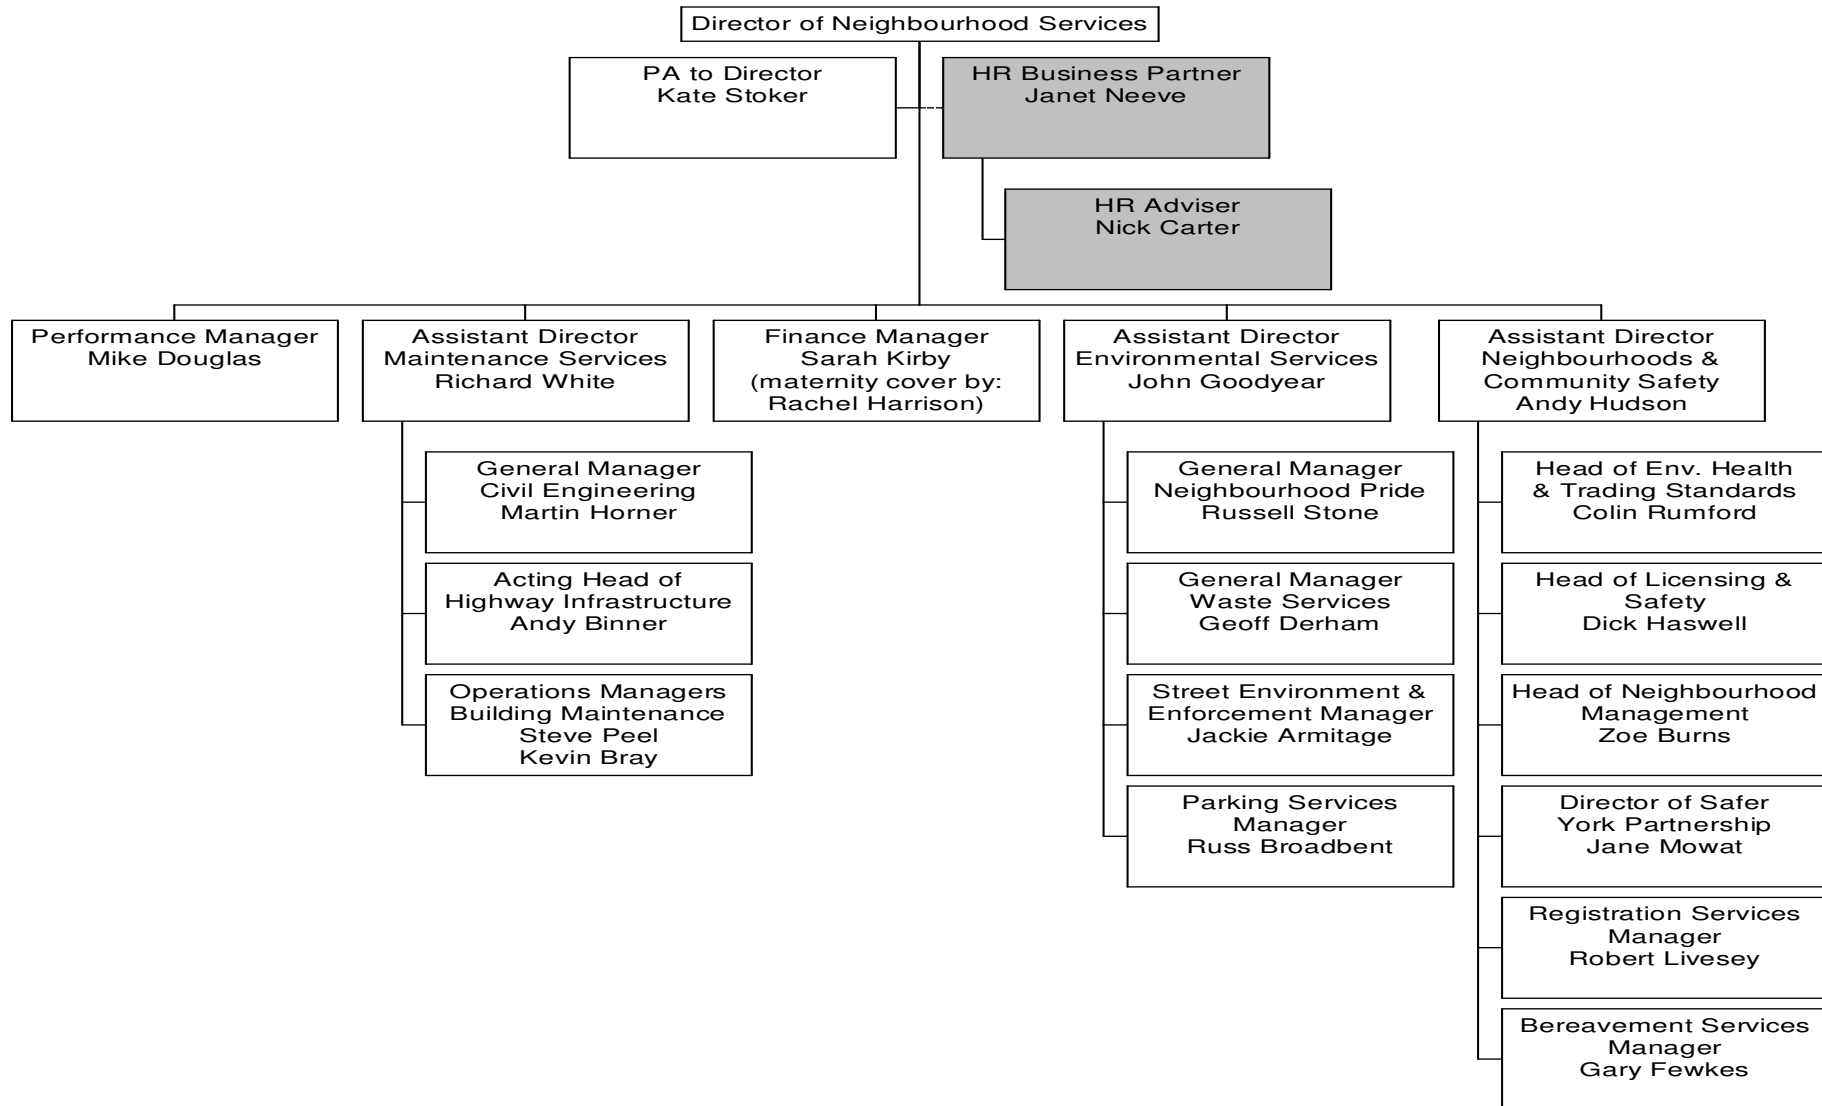 Director of Neighbourhood Services
PA to Director
Kate Stoker
HR Business Partner
Janet Neeve
HR Adviser
Nick Carter
Performance Manager
Mike Douglas
Assistant Director
Maintenance Services
Richard White
Finance Manager
Sarah Kirby
(maternity cover by:
Rachel Harrison)
Assistant Director
Environmental Services
John Goodyear
Assistant Director
Neighbourhoods &
Community Safety
Andy Hudson
General Manager
Civil Engineering
Martin Horner
Acting Head of
Highway Infrastructure
Andy Binner
Operations Managers
Building Maintenance
Steve Peel
Kevin Bray
General Manager
Neighbourhood Pride
Russell Stone
General Manager
Waste Services
Geoff Derham
Street Environment &
Enforcement Manager
Jackie Armitage
Parking Services
Manager
Russ Broadbent
Head of Env. Health
& Trading Standards
Colin Rumford
Head of Licensing &
Safety
Dick Haswell
Head of Neighbourhood
Management
Zoe Burns
Director of Safer
York Partnership
Jane Mowat
Registration Services
Manager
Robert Livesey
Bereavement Services
Manager
Gary Fewkes